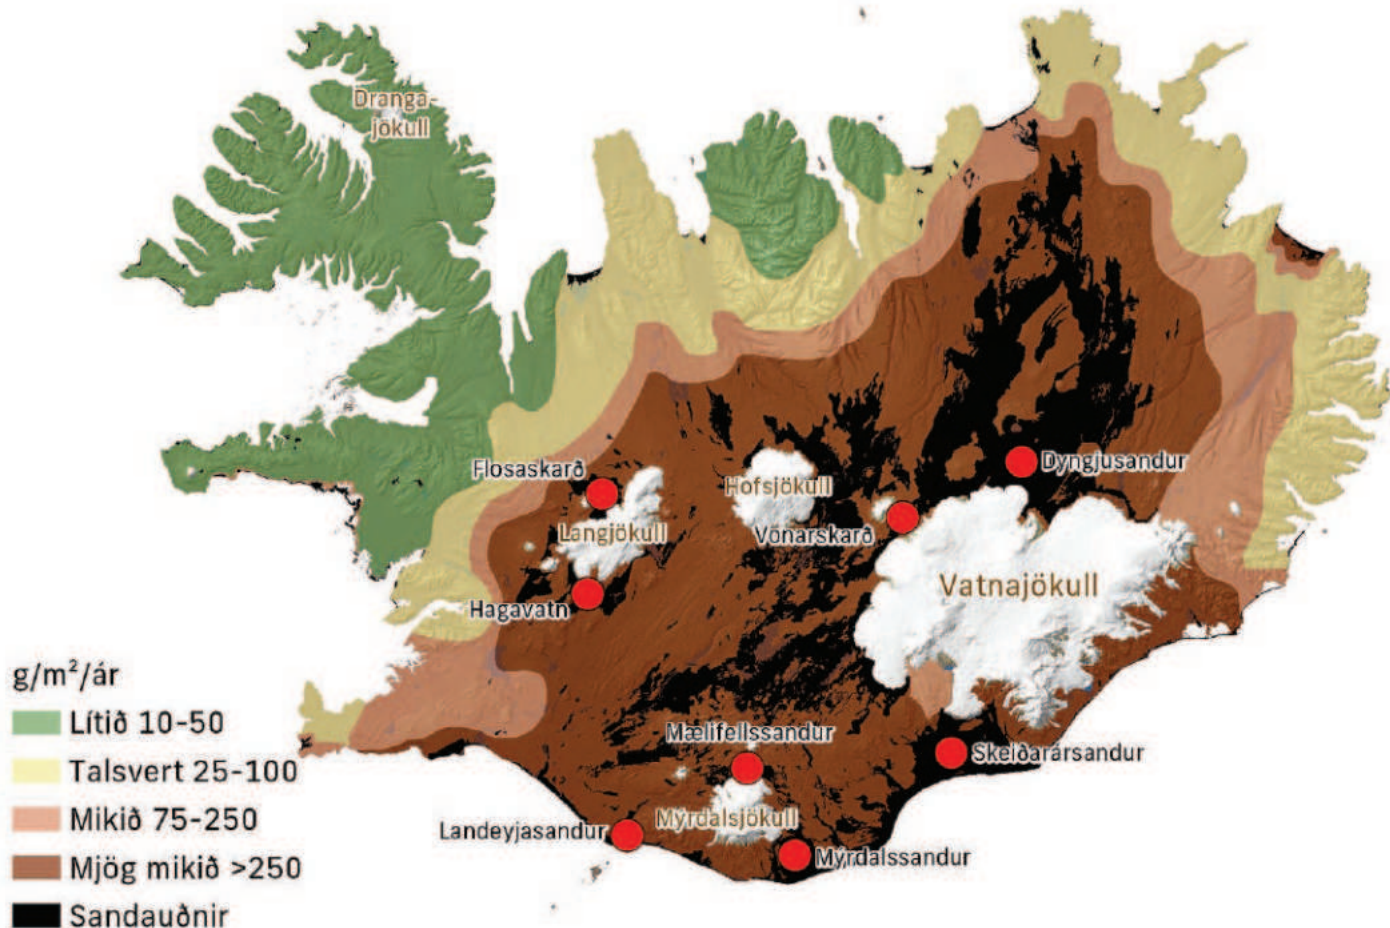 Dranga-
jökull
Flosaskarð
Hofsjökull
Dyngjusandur
Langjökull
Vonarskarð
Vatnajökull
Hagavatn
g/m²/ár
Lítið 10-50
Talsvert 25-100
Mikið 75-250
Mjög mikið >250
Sandauðnir
Mælifellssandur
Skeiðarársandur
Landeyjasandur
Mýrdalsjökull
Mýrdalssandur